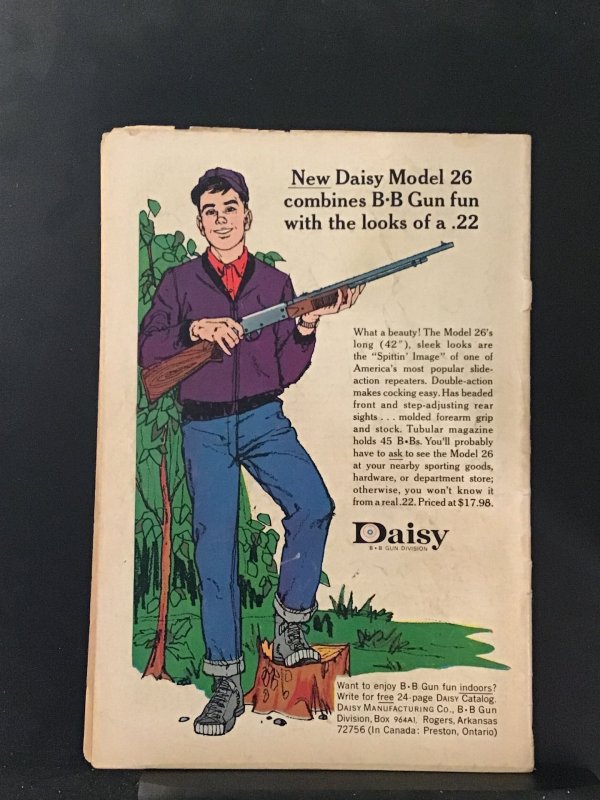 New Daisy Model 26
combines B•B Gun fun
with the looks of a .22
What a beauty! The Model 26's
long (42"), sleek looks are
the "Spittin' Image" of one of
America's most popular slide-
action repeaters. Double-action
makes cocking easy. Has beaded
front and step-adjusting rear
sights . . . molded forearm grip
and stock. Tubular magazine
holds 45 B•Bs. You'll probably
have to ask to see the Model 26
at your nearby sporting goods,
hardware, or department store;
otherwise, you won't know it
from a real .22. Priced at $17.98.
Daisy
B•B GUN DIVISION
Want to enjoy B•B Gun fun indoors?
Write for free 24-page DAISY Catalog.
DAISY MANUFACTURING CO., B•B Gun
Division, Box 964A1, Rogers, Arkansas
72756 (In Canada: Preston, Ontario)